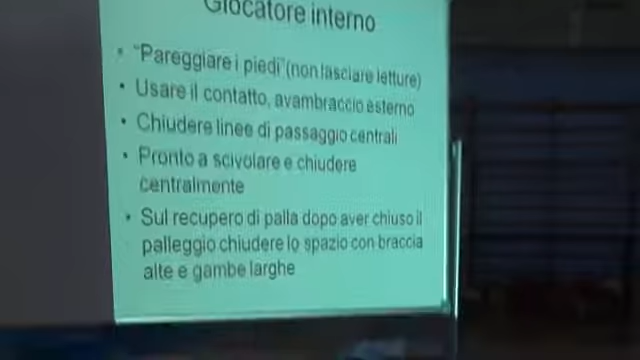 Giocatore interno
• "Pareggiare i piedi"(non lasciare letture)
• Usare il contatto, avambraccio esterno
• Chiudere linee di passaggio centrali
• Pronto a scivolare e chiudere
centralmente
• Sul recupero di palla dopo aver chiuso il
palleggio chiudere lo spazio con braccia
alte e gambe larghe